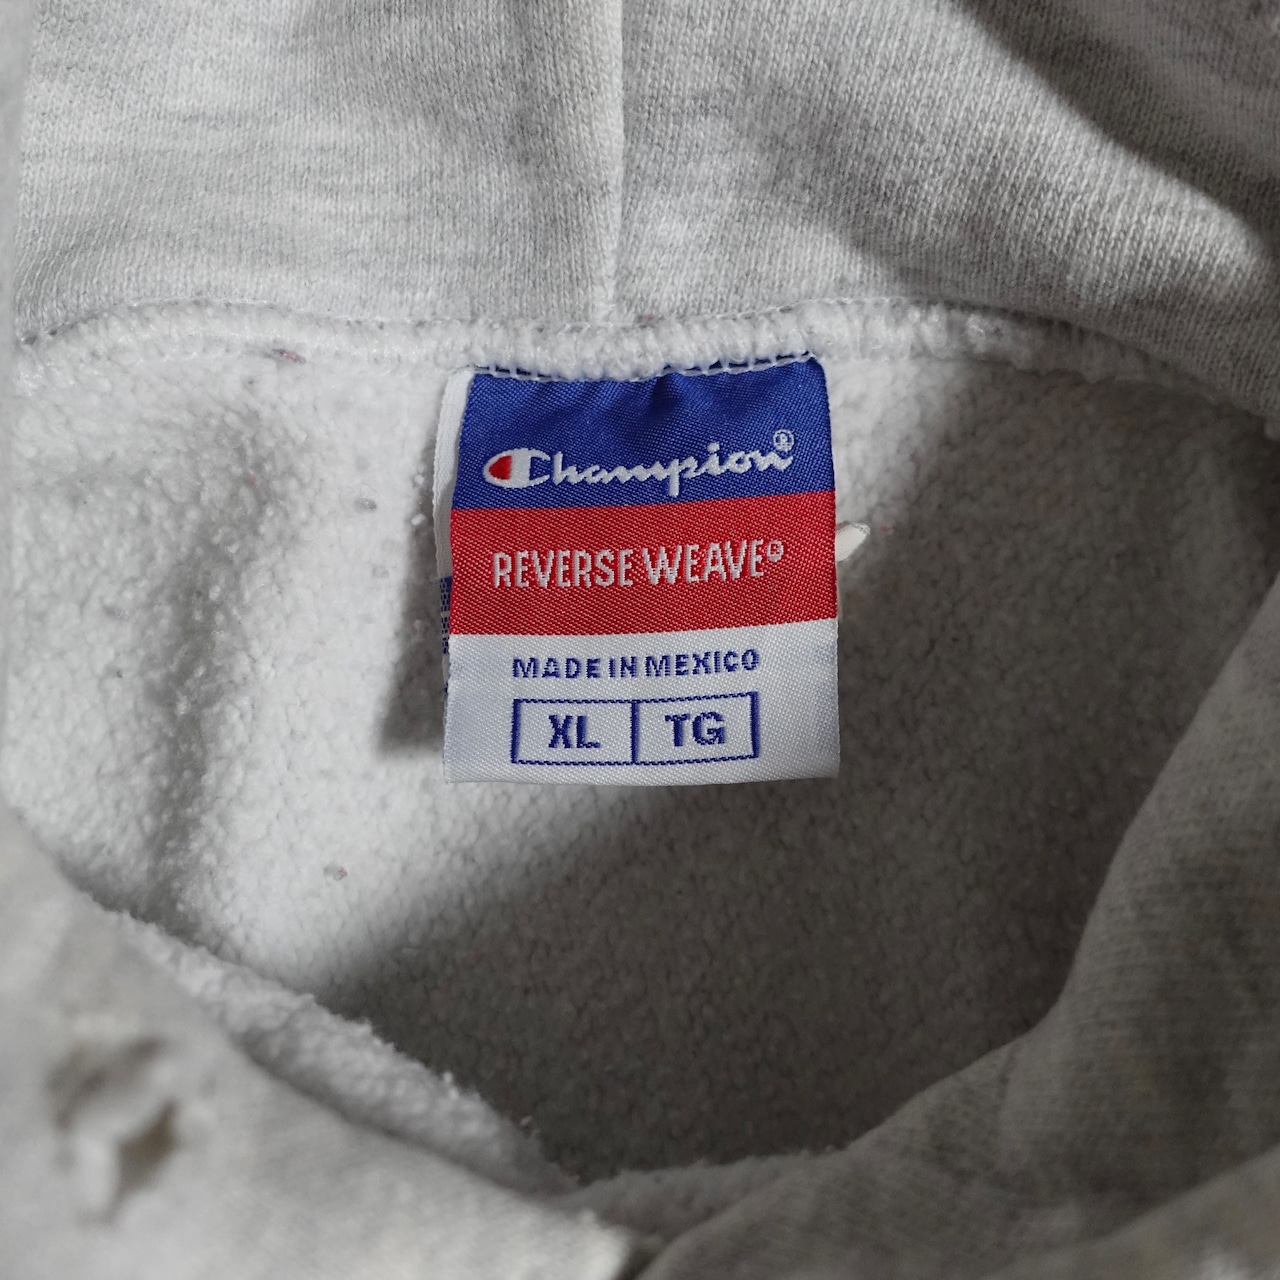 Champion®
REVERSE WEAVE®
MADE IN MEXICO
XL TG